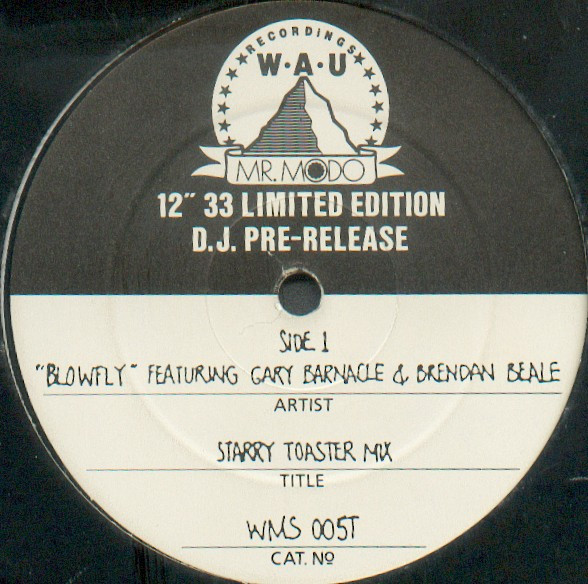 RECORDINGS
W·A·U
MR. MODO
12" 33 LIMITED EDITION
D.J. PRE-RELEASE
SIDE 1
"BLOWFLY" FEATURING GARY BARNACLE & BRENDAN BEALE
ARTIST
STARRY TOASTER MIX
TITLE
WMS 005T
CAT. Nº